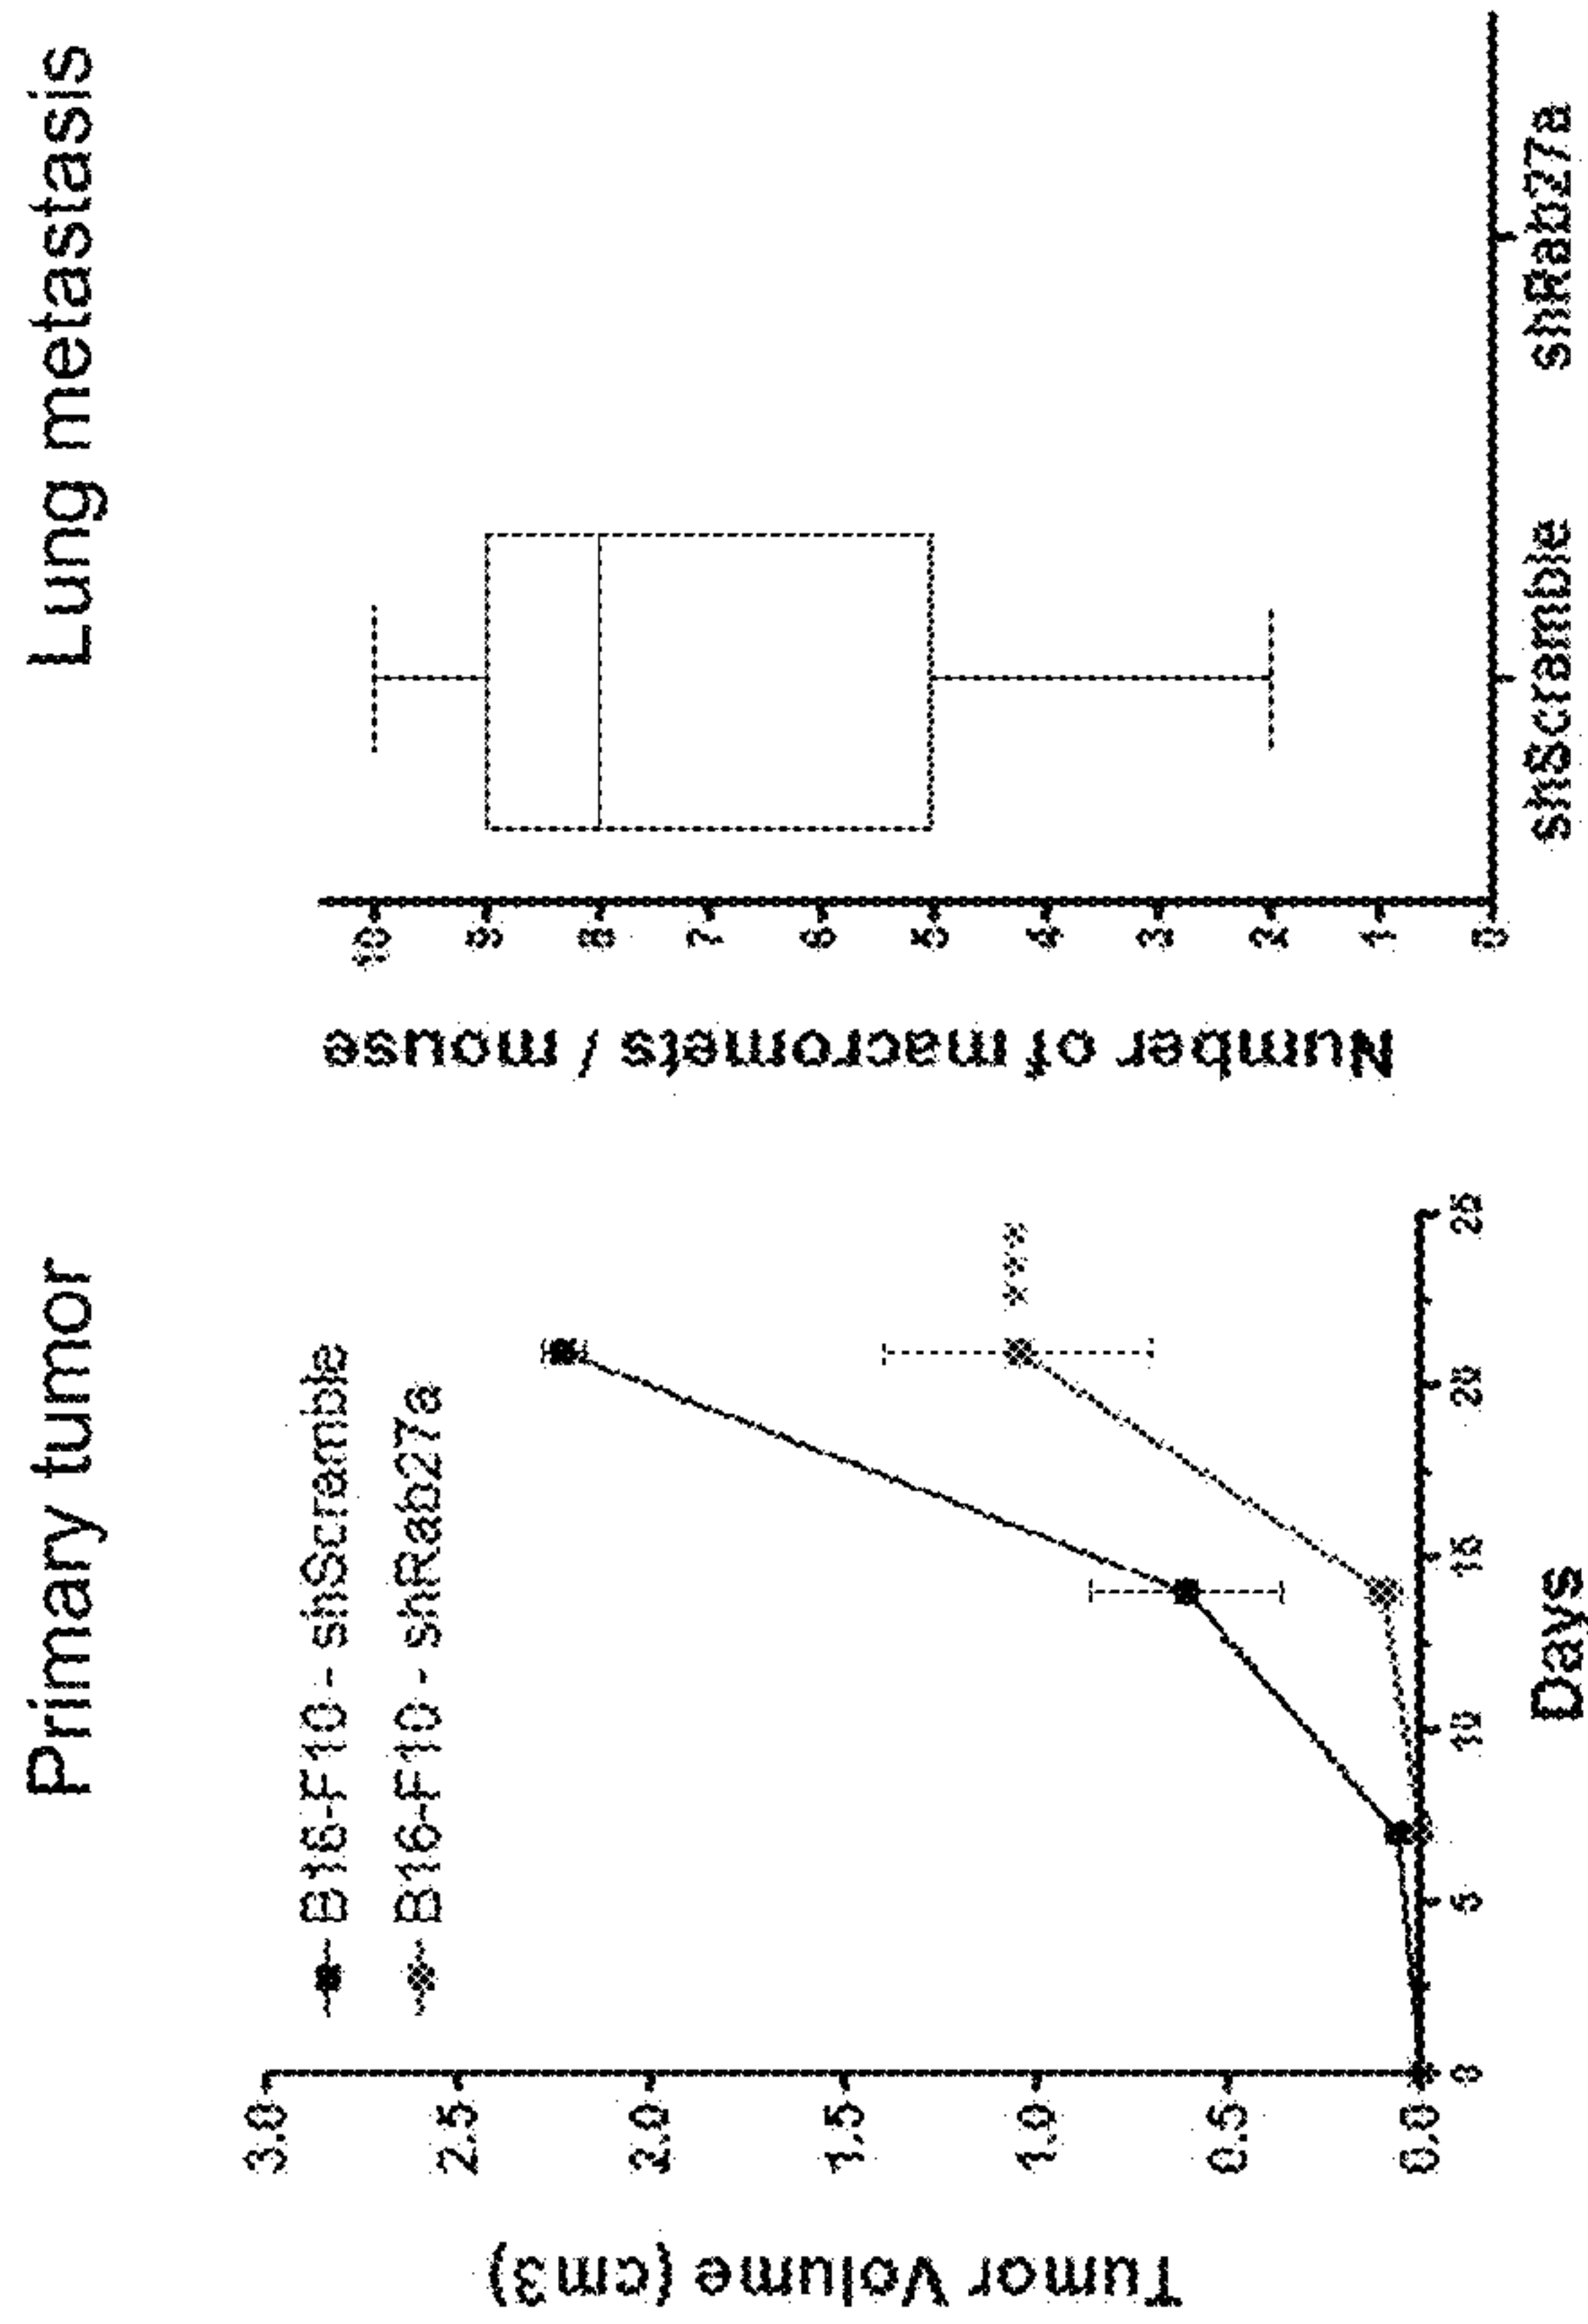 Primary tumor
B16-F10 - shScramble
B16-F10 - shRab27a
Tumor Volume (cm3)
3.0
2.5
2.0
1.5
1.0
0.5
0.0
***
0
5
10
15
20
25
Days
Lung metastasis
Number of macromets / mouse
10
9
8
7
6
5
4
3
2
1
0
shScramble
shRab27a